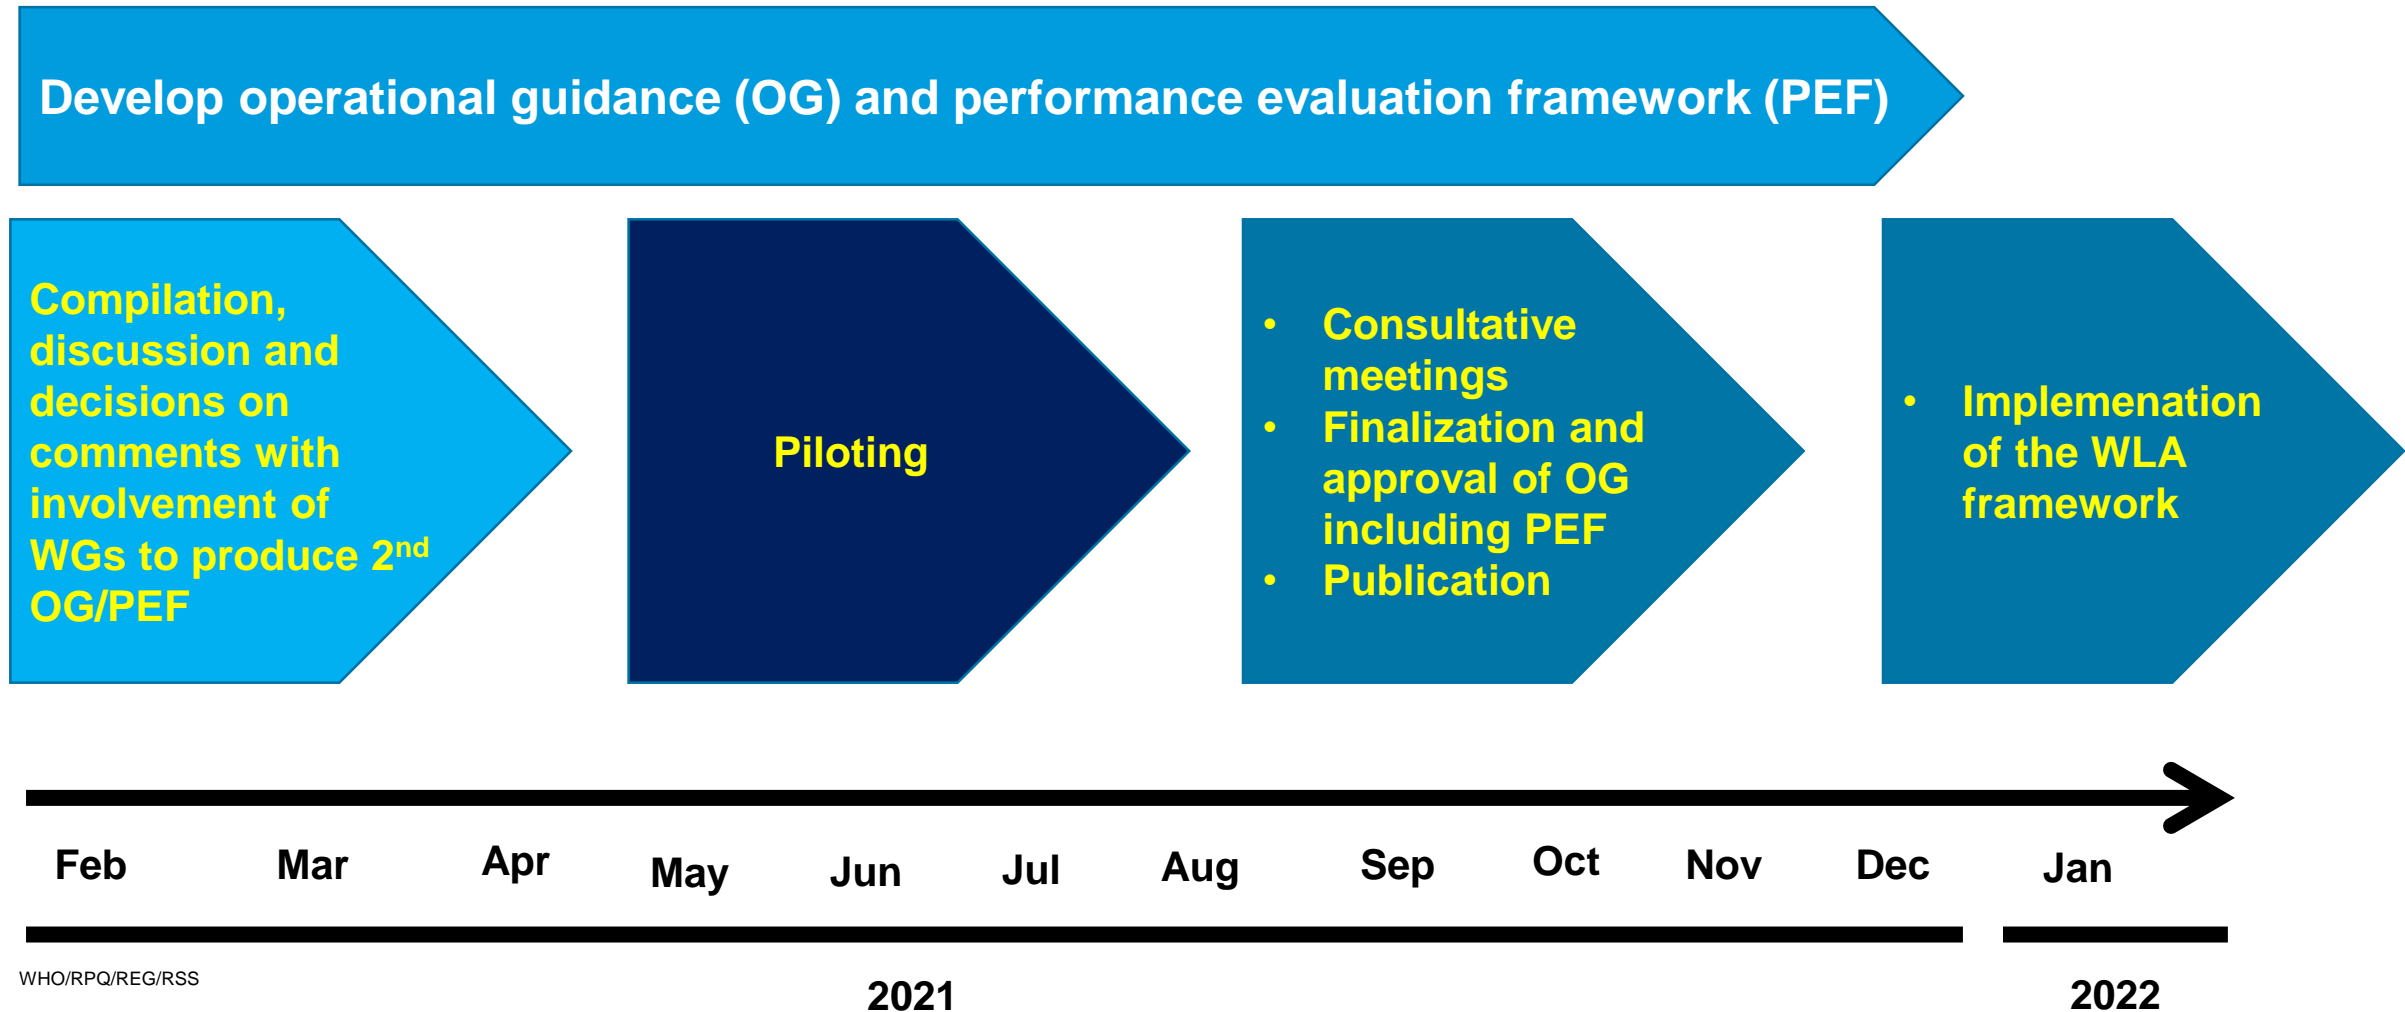 Develop operational guidance (OG) and performance evaluation framework (PEF)
Compilation,
discussion and
decisions on
comments with
involvement of
WGs to produce 2nd
OG/PEF
Piloting
• Consultative
meetings
• Finalization and
approval of OG
including PEF
• Publication
• Implemenation
of the WLA
framework
Feb Mar Apr May Jun Jul Aug Sep Oct Nov Dec Jan
WHO/RPQ/REG/RSS
2021 2022